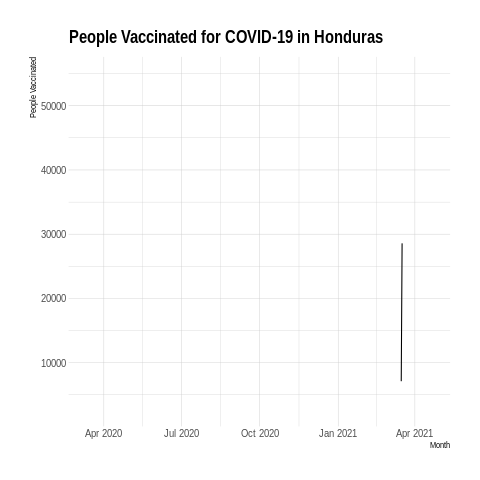 People Vaccinated for COVID-19 in Honduras
People Vaccinated
50000
40000
30000
20000
10000
Apr 2020 Jul 2020 Oct 2020 Jan 2021 Apr 2021
Month